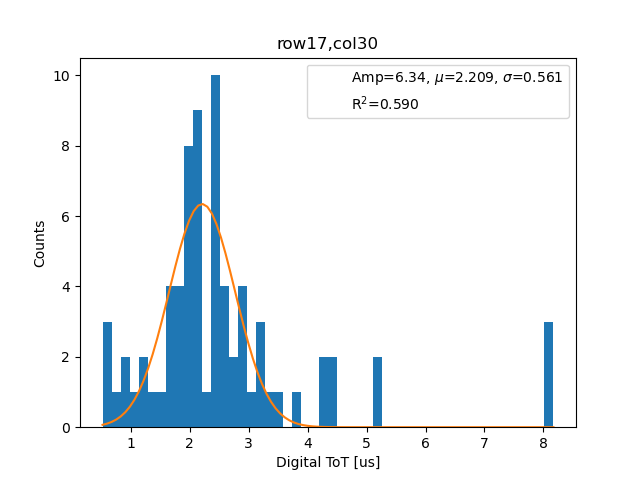 row17,col30
Amp=6.34, μ=2.209, σ=0.561
R²=0.590
Counts
10
8
6
4
2
0
1 2 3 4 5 6 7 8
Digital ToT [us]